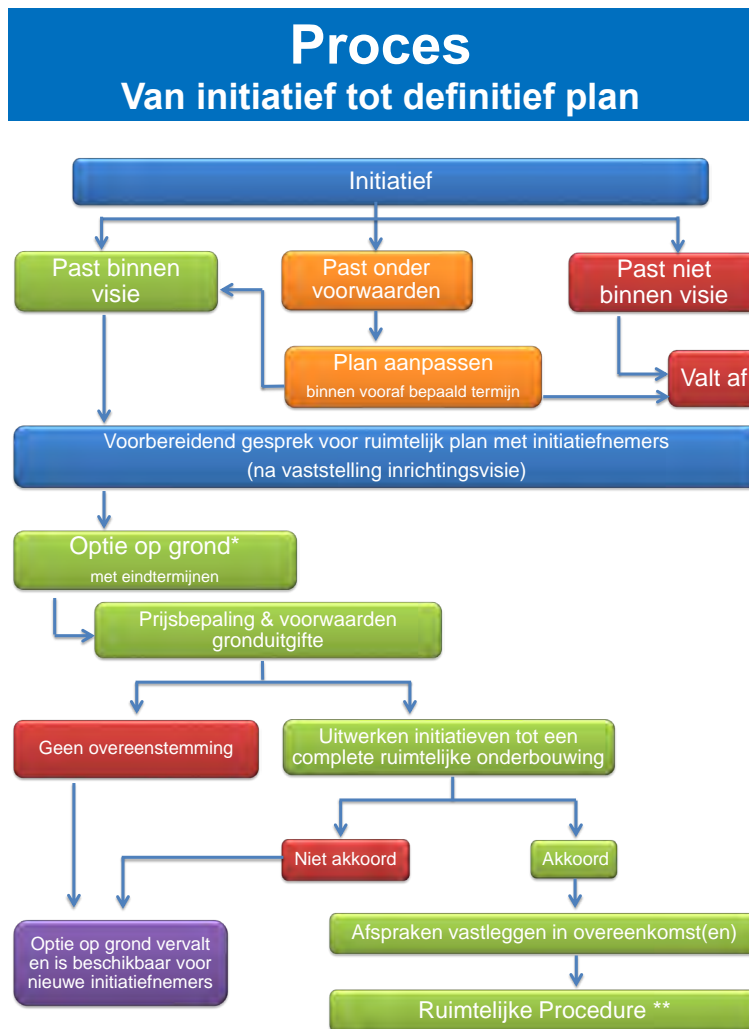 Proces
Van initiatief tot definitief plan
Initiatief
Past binnen
visie
Past onder
voorwaarden
Past niet
binnen visie
Plan aanpassen
binnen vooraf bepaald termijn
Valt af
Voorbereidend gesprek voor ruimtelijk plan met initiatiefnemers
(na vaststelling inrichtingsvisie)
Optie op grond*
met eindtermijnen
Prijsbepaling & voorwaarden
gronduitgifte
Geen overeenstemming
Uitwerken initiatieven tot een
complete ruimtelijke onderbouwing
Niet akkoord
Akkoord
Optie op grond vervalt
en is beschikbaar voor
nieuwe initiatiefnemers
Afspraken vastleggen in overeenkomst(en)
Ruimtelijke Procedure **